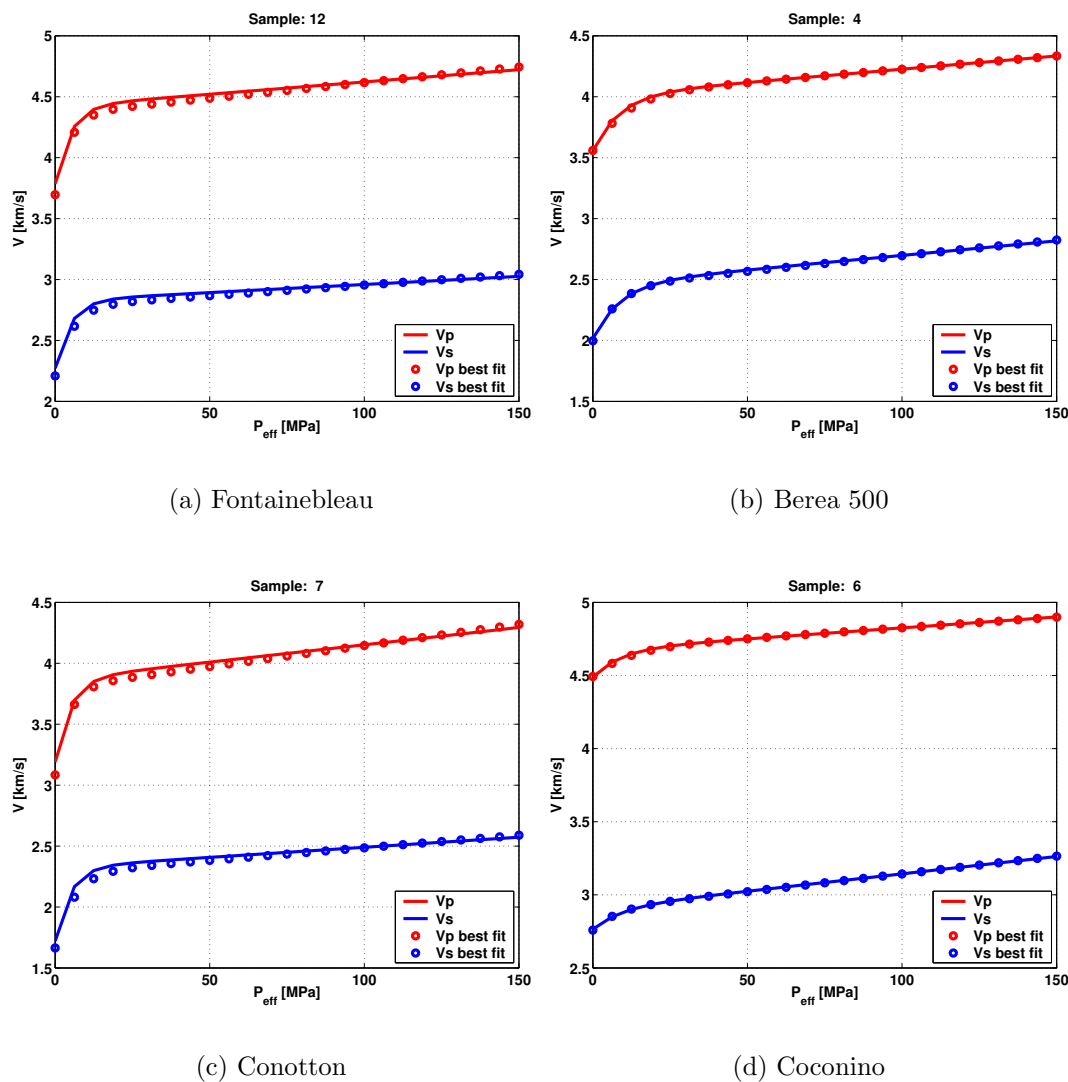 Sample: 12
5
4.5
4
3.5
3
2.5
2
V [km/s]
0
50
100
150
P_eff [MPa]
Vp
Vs
Vp best fit
Vs best fit
(a) Fontainebleau
Sample: 4
4.5
4
3.5
3
2.5
2
1.5
V [km/s]
0
50
100
150
P_eff [MPa]
Vp
Vs
Vp best fit
Vs best fit
(b) Berea 500
Sample: 7
4.5
4
3.5
3
2.5
2
1.5
V [km/s]
0
50
100
150
P_eff [MPa]
Vp
Vs
Vp best fit
Vs best fit
(c) Conotton
Sample: 6
5
4.5
4
3.5
3
2.5
V [km/s]
0
50
100
150
P_eff [MPa]
Vp
Vs
Vp best fit
Vs best fit
(d) Coconino